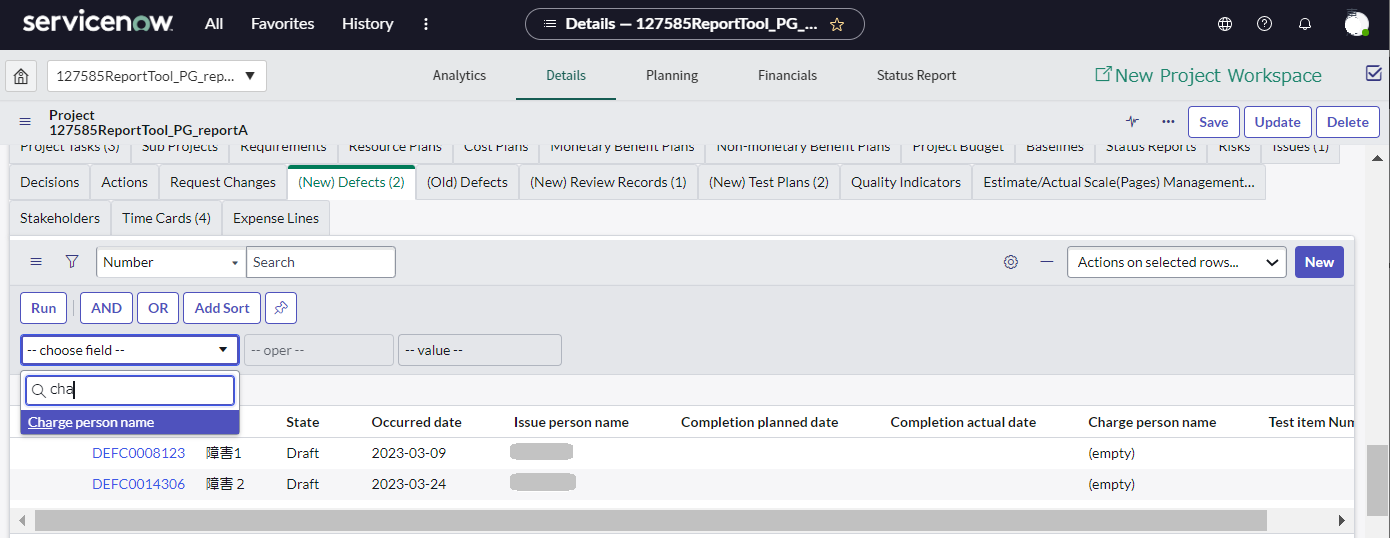 servicenow. All Favorites History Details — 127585ReportTool_PG_...
127585ReportTool_PG_rep... Analytics Details Planning Financials Status Report New Project Workspace
Project
127585ReportTool_PG_reportA Save Update Delete
Project Tasks (3) Sub Projects Requirements Resource Plans Cost Plans Monetary Benefit Plans Non-monetary Benefit Plans Project Budget Baselines Status Reports Risks Issues (1)
Decisions Actions Request Changes (New) Defects (2) (Old) Defects (New) Review Records (1) (New) Test Plans (2) Quality Indicators Estimate/Actual Scale(Pages) Management...
Stakeholders Time Cards (4) Expense Lines
Number Search Actions on selected rows... New
Run AND OR Add Sort
-- choose field -- -- oper -- -- value --
cha
Charge person name State Occurred date Issue person name Completion planned date Completion actual date Charge person name Test item Num
DEFC0008123 障害1 Draft 2023-03-09 (empty)
DEFC0014306 障害 2 Draft 2023-03-24 (empty)